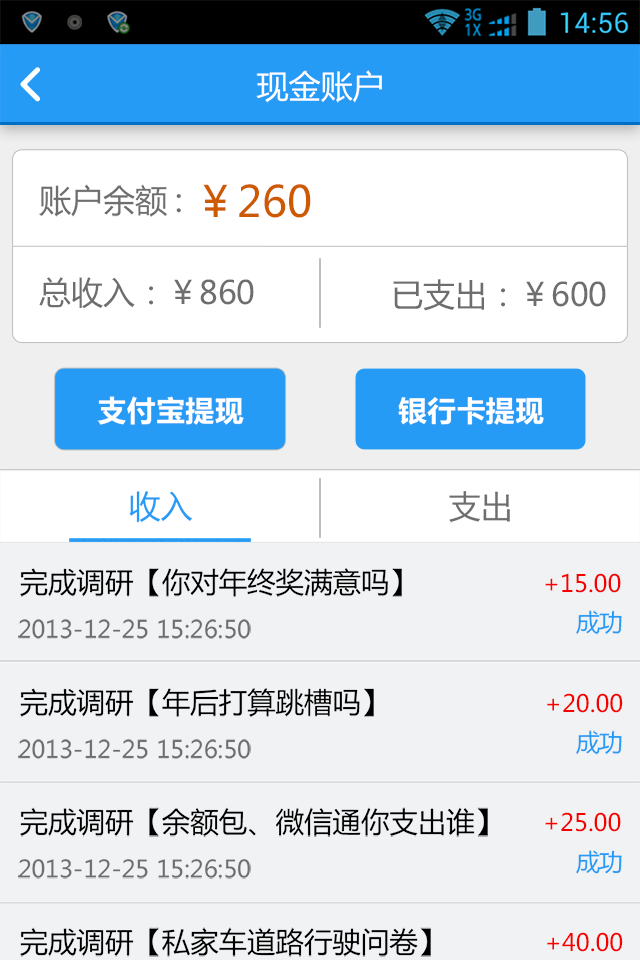 3G
1X
14:56
现金账户
账户余额：￥260
总收入：￥860
已支出：￥600
支付宝提现
银行卡提现
收入
支出
完成调研【你对年终奖满意吗】
+15.00
2013-12-25 15:26:50
成功
完成调研【年后打算跳槽吗】
+20.00
2013-12-25 15:26:50
成功
完成调研【余额包、微信通你支出谁】
+25.00
2013-12-25 15:26:50
成功
完成调研【私家车道路行驶问卷】
+40.00